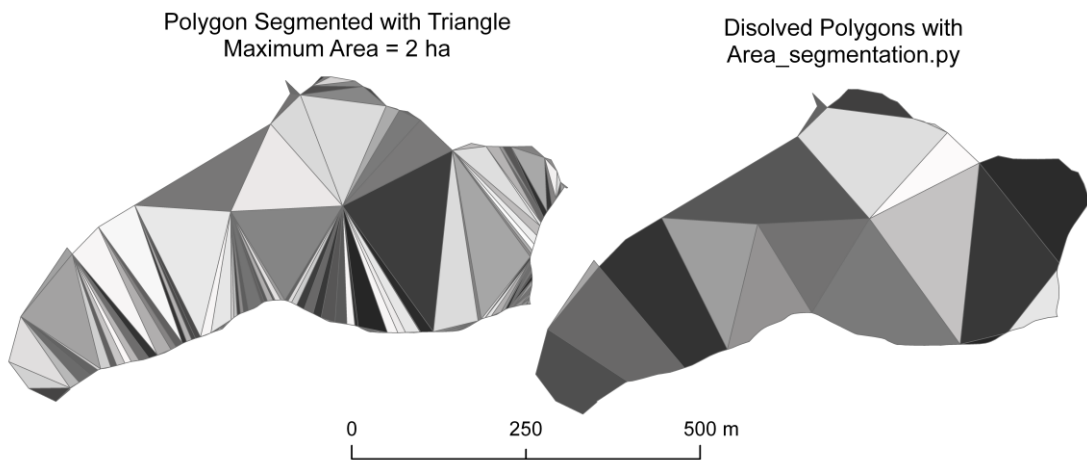 Polygon Segmented with Triangle
Maximum Area = 2 ha
Disolved Polygons with
Area_segmentation.py
0 250 500 m